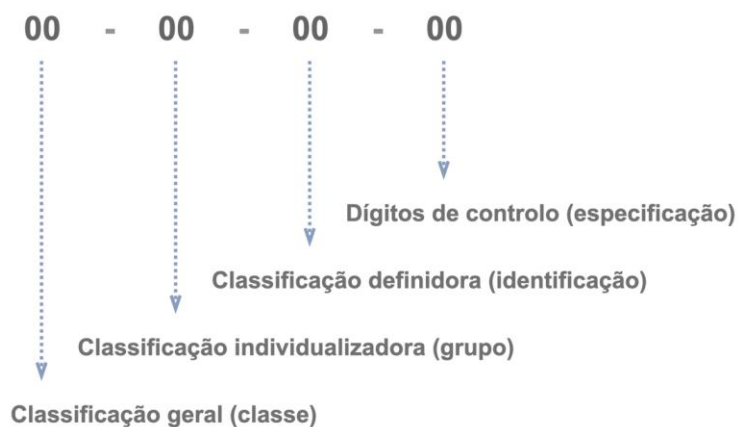 00 - 00 - 00 - 00
Dígitos de controlo (especificação)
Classificação definidora (identificação)
Classificação individualizadora (grupo)
Classificação geral (classe)